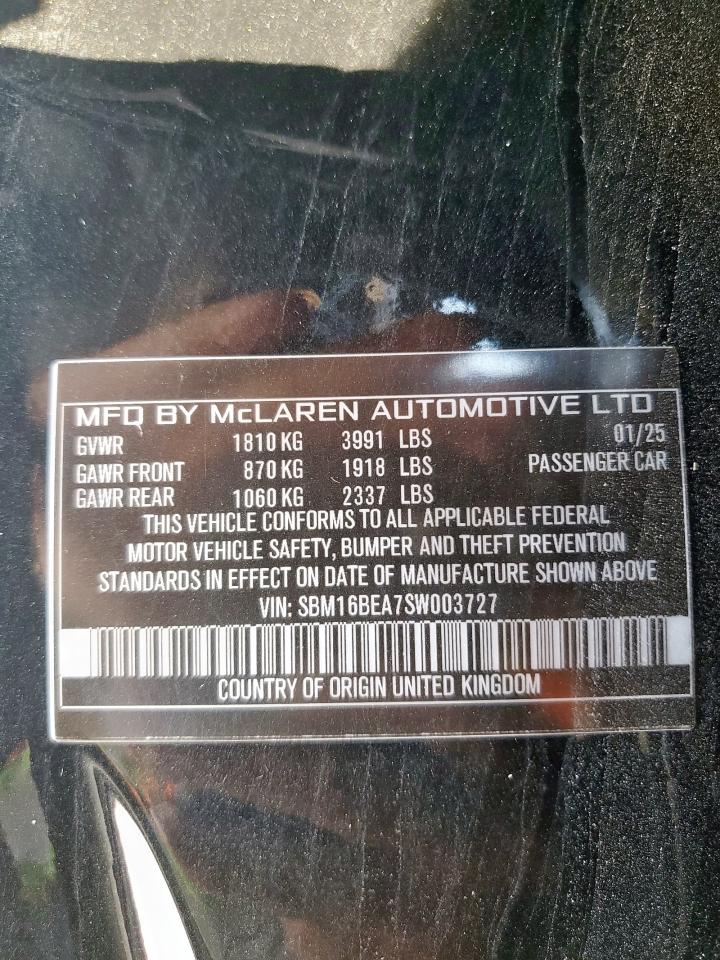 MFD BY McLAREN AUTOMOTIVE LTD
GVWR 1810 KG 3991 LBS 01/25
GAWR FRONT 870 KG 1918 LBS PASSENGER CAR
GAWR REAR 1060 KG 2337 LBS
THIS VEHICLE CONFORMS TO ALL APPLICABLE FEDERAL
MOTOR VEHICLE SAFETY, BUMPER AND THEFT PREVENTION
STANDARDS IN EFFECT ON DATE OF MANUFACTURE SHOWN ABOVE
VIN: SBM16BEA7SW003727
COUNTRY OF ORIGIN UNITED KINGDOM